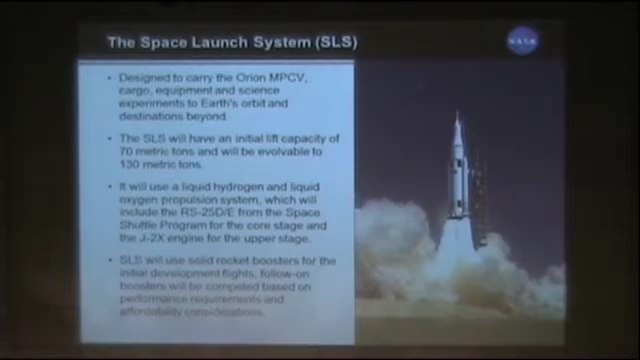 The Space Launch System (SLS)
NASA
• Designed to carry the Orion MPCV,
cargo, equipment and science
experiments to Earth's orbit and
destinations beyond
• The SLS will have an initial lift capacity of
70 metric tons and will be evolvable to
130 metric tons.
• It will use a liquid hydrogen and liquid
oxygen propulsion system, which will
include the RS-25D/E from the Space
Shuttle Program for the core stage and
the J-2X engine for the upper stage.
• SLS will use solid rocket boosters for the
initial development flights, follow-on
boosters will be competed based on
performance requirements and
affordability considerations.